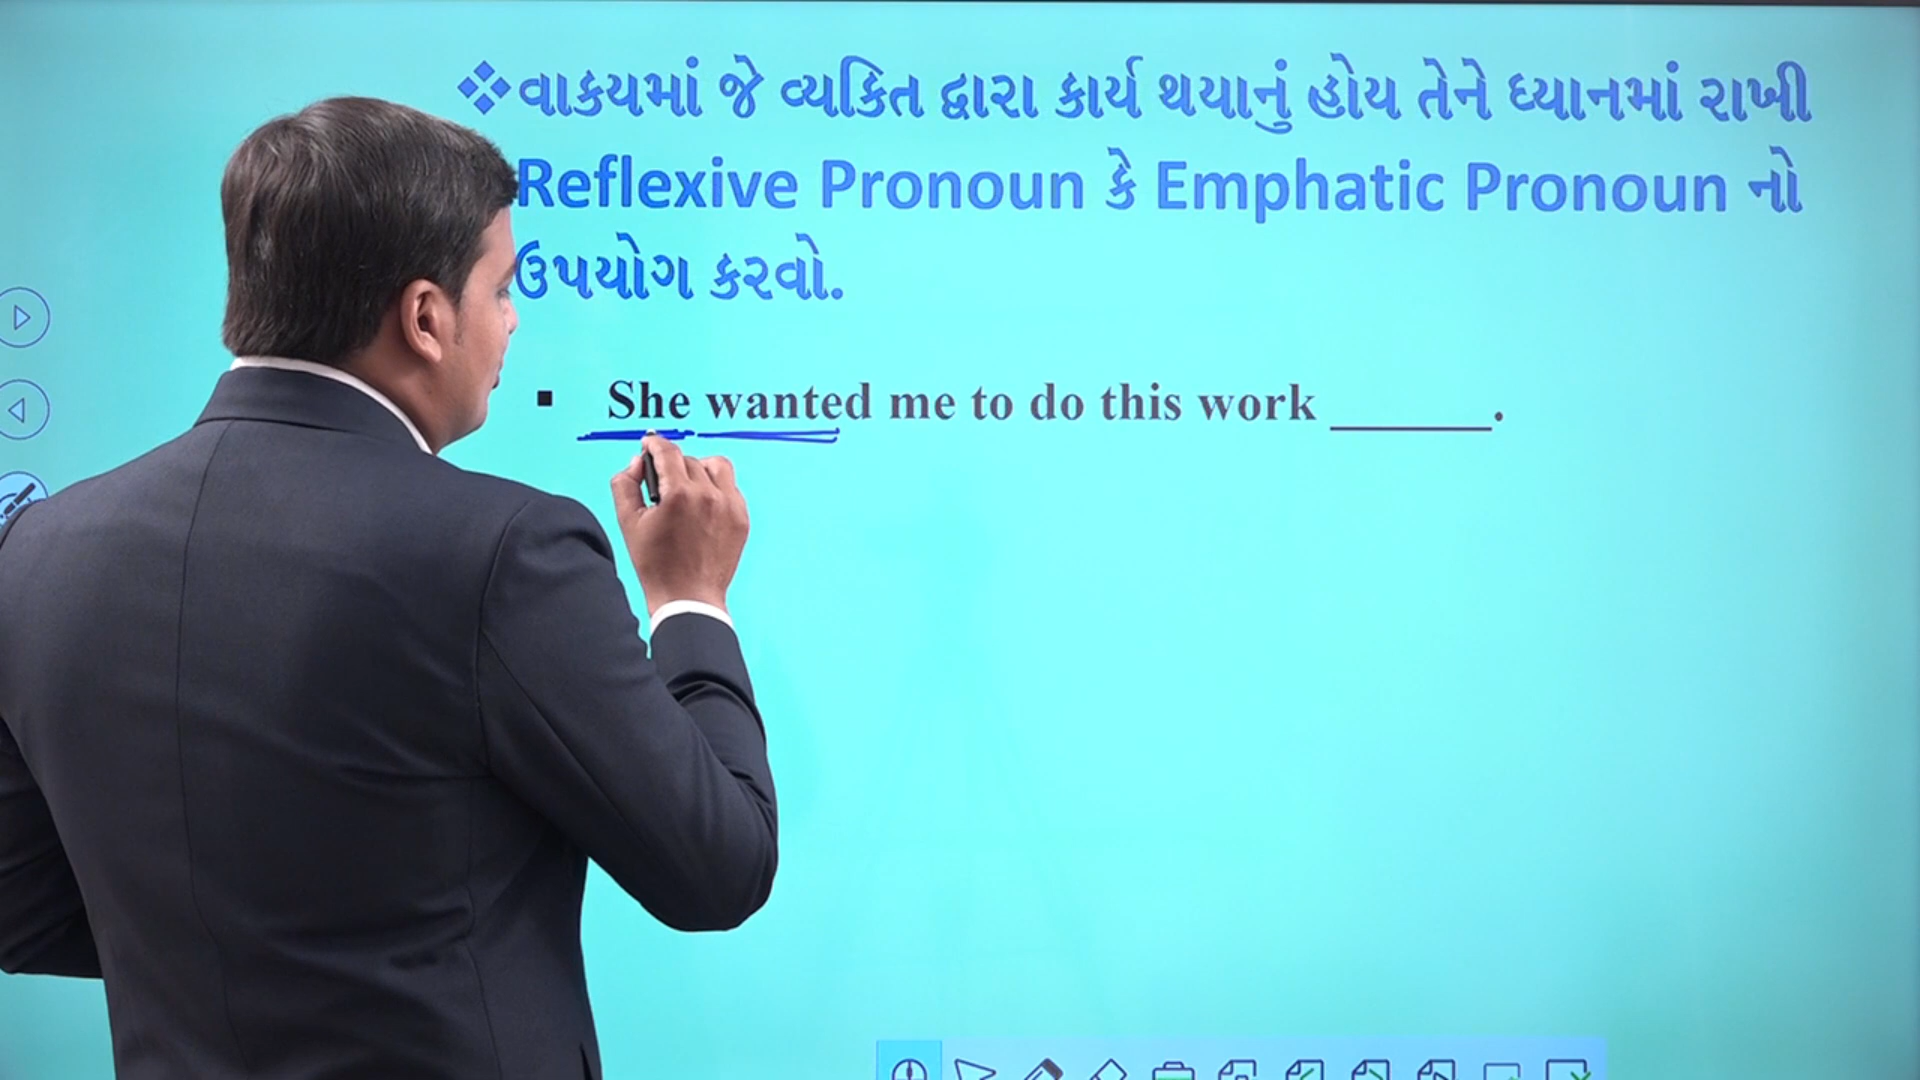 ❖વાકયમાં જે વ્યકિત દ્વારા કાર્ય થયાનું હોય તેને ધ્યાનમાં રાખી
Reflexive Pronoun કે Emphatic Pronoun નો
ઉપયોગ કરવો.
▪ She wanted me to do this work ______.